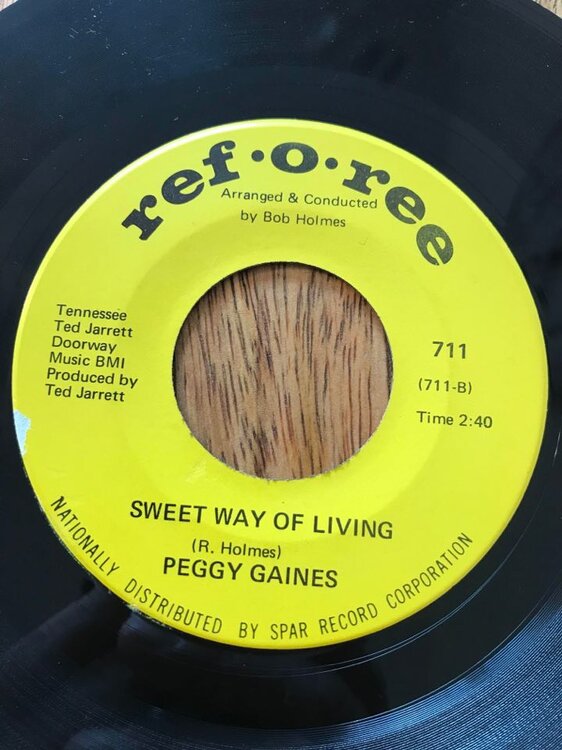 ref·o·ree
Arranged & Conducted
by Bob Holmes
Tennessee
Ted Jarrett
Doorway
Music BMI
Produced by
Ted Jarrett
711
(711-B)
Time 2:40
SWEET WAY OF LIVING
(R. Holmes)
PEGGY GAINES
NATIONALLY DISTRIBUTED BY SPAR RECORD CORPORATION